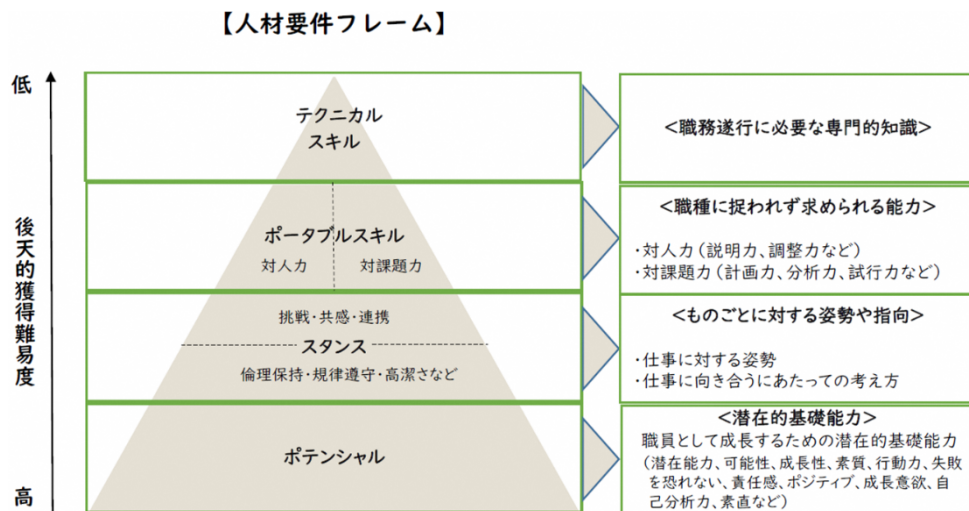 【人材要件フレーム】
低
後天的獲得難易度
高
テクニカル
スキル
<職務遂行に必要な専門的知識>
ポータブルスキル
対人力
対課題力
<職種に捉われず求められる能力>
・対人力(説明力、調整力など)
・対課題力(計画力、分析力、試行力など)
挑戦・共感・連携
スタンス
倫理保持・規律遵守・高潔さなど
<ものごとに対する姿勢や指向>
・仕事に対する姿勢
・仕事に向き合うにあたっての考え方
ポテンシャル
<潜在的基礎能力>
職員として成長するための潜在的基礎能力
(潜在能力、可能性、成長性、素質、行動力、失敗
を恐れない、責任感、ポジティブ、成長意欲、自
己分析力、素直など)